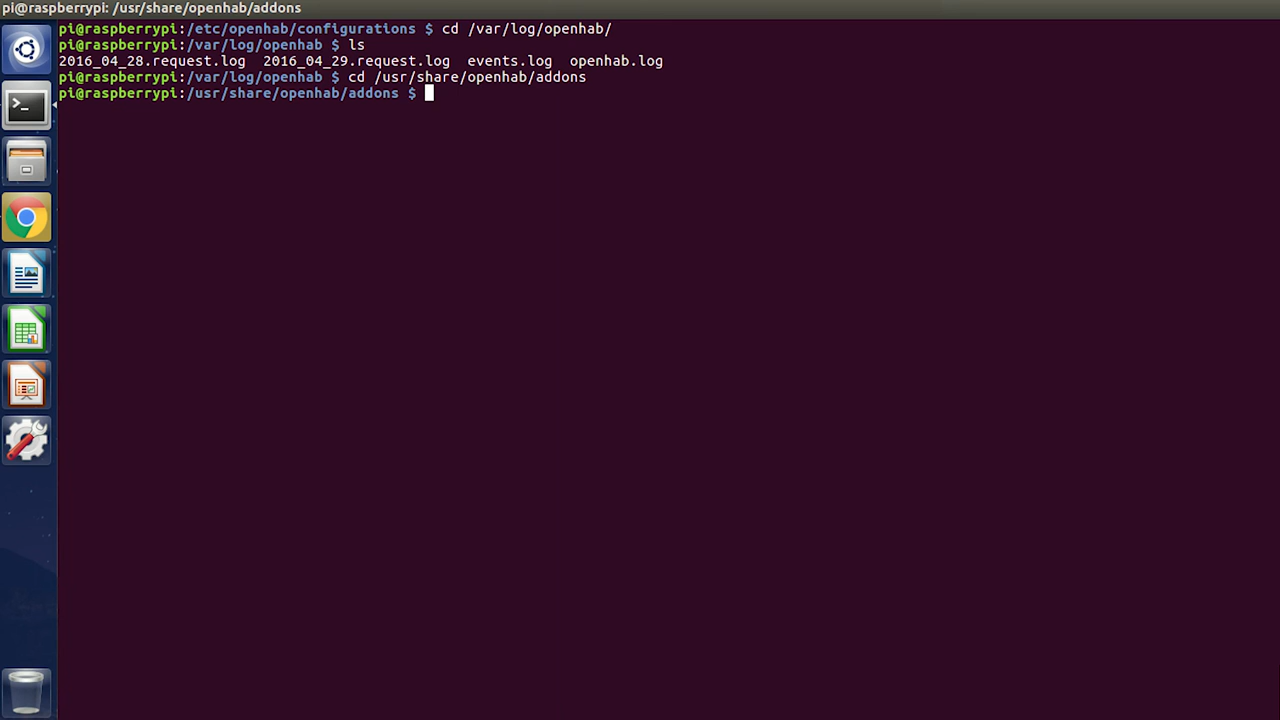 pi@raspberrypi: /usr/share/openhab/addons
pi@raspberrypi:/etc/openhab/configurations $ cd /var/log/openhab/
pi@raspberrypi:/var/log/openhab $ ls
2016_04_28.request.log  2016_04_29.request.log  events.log  openhab.log
pi@raspberrypi:/var/log/openhab $ cd /usr/share/openhab/addons
pi@raspberrypi:/usr/share/openhab/addons $